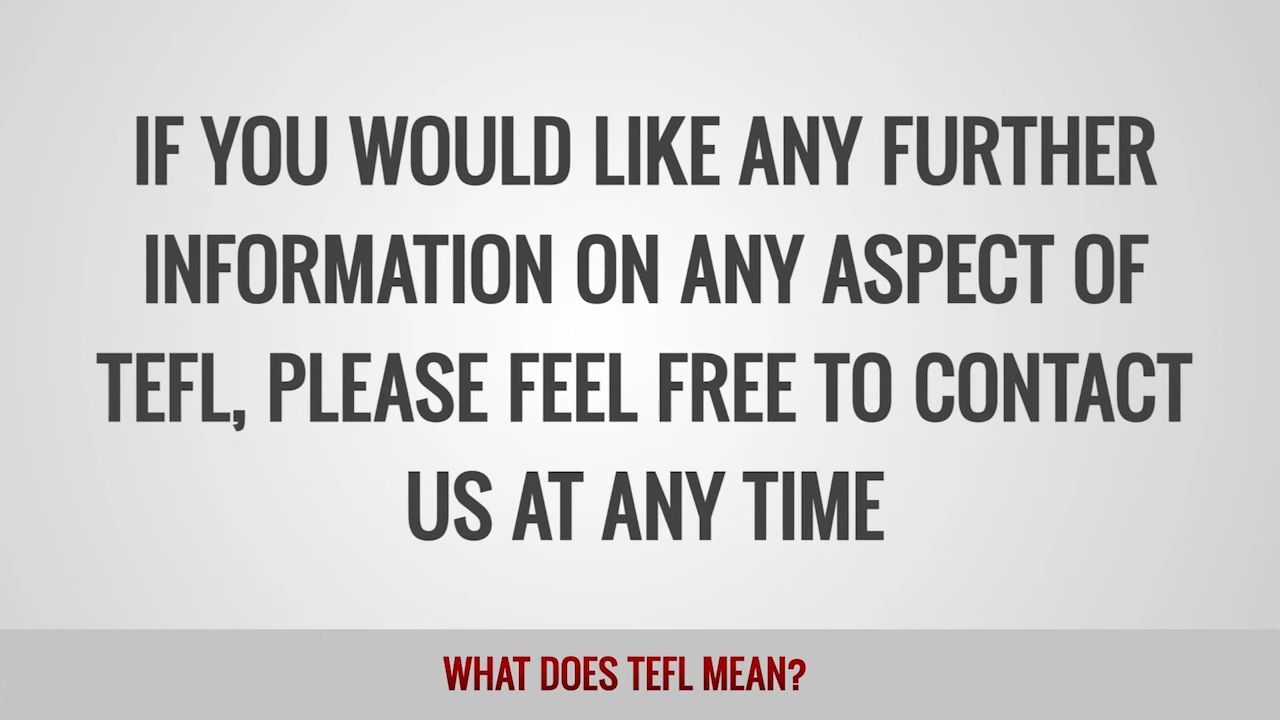 IF YOU WOULD LIKE ANY FURTHER
INFORMATION ON ANY ASPECT OF
TEFL, PLEASE FEEL FREE TO CONTACT
US AT ANY TIME
WHAT DOES TEFL MEAN?